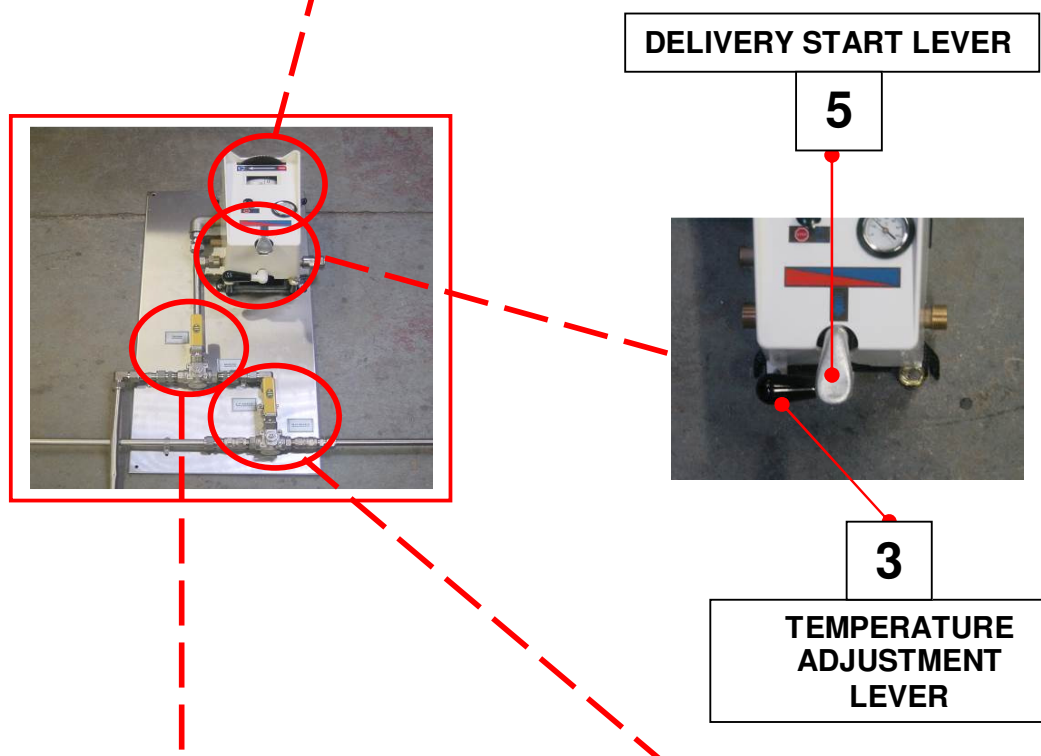 DELIVERY START LEVER
5
3
TEMPERATURE
ADJUSTMENT
LEVER